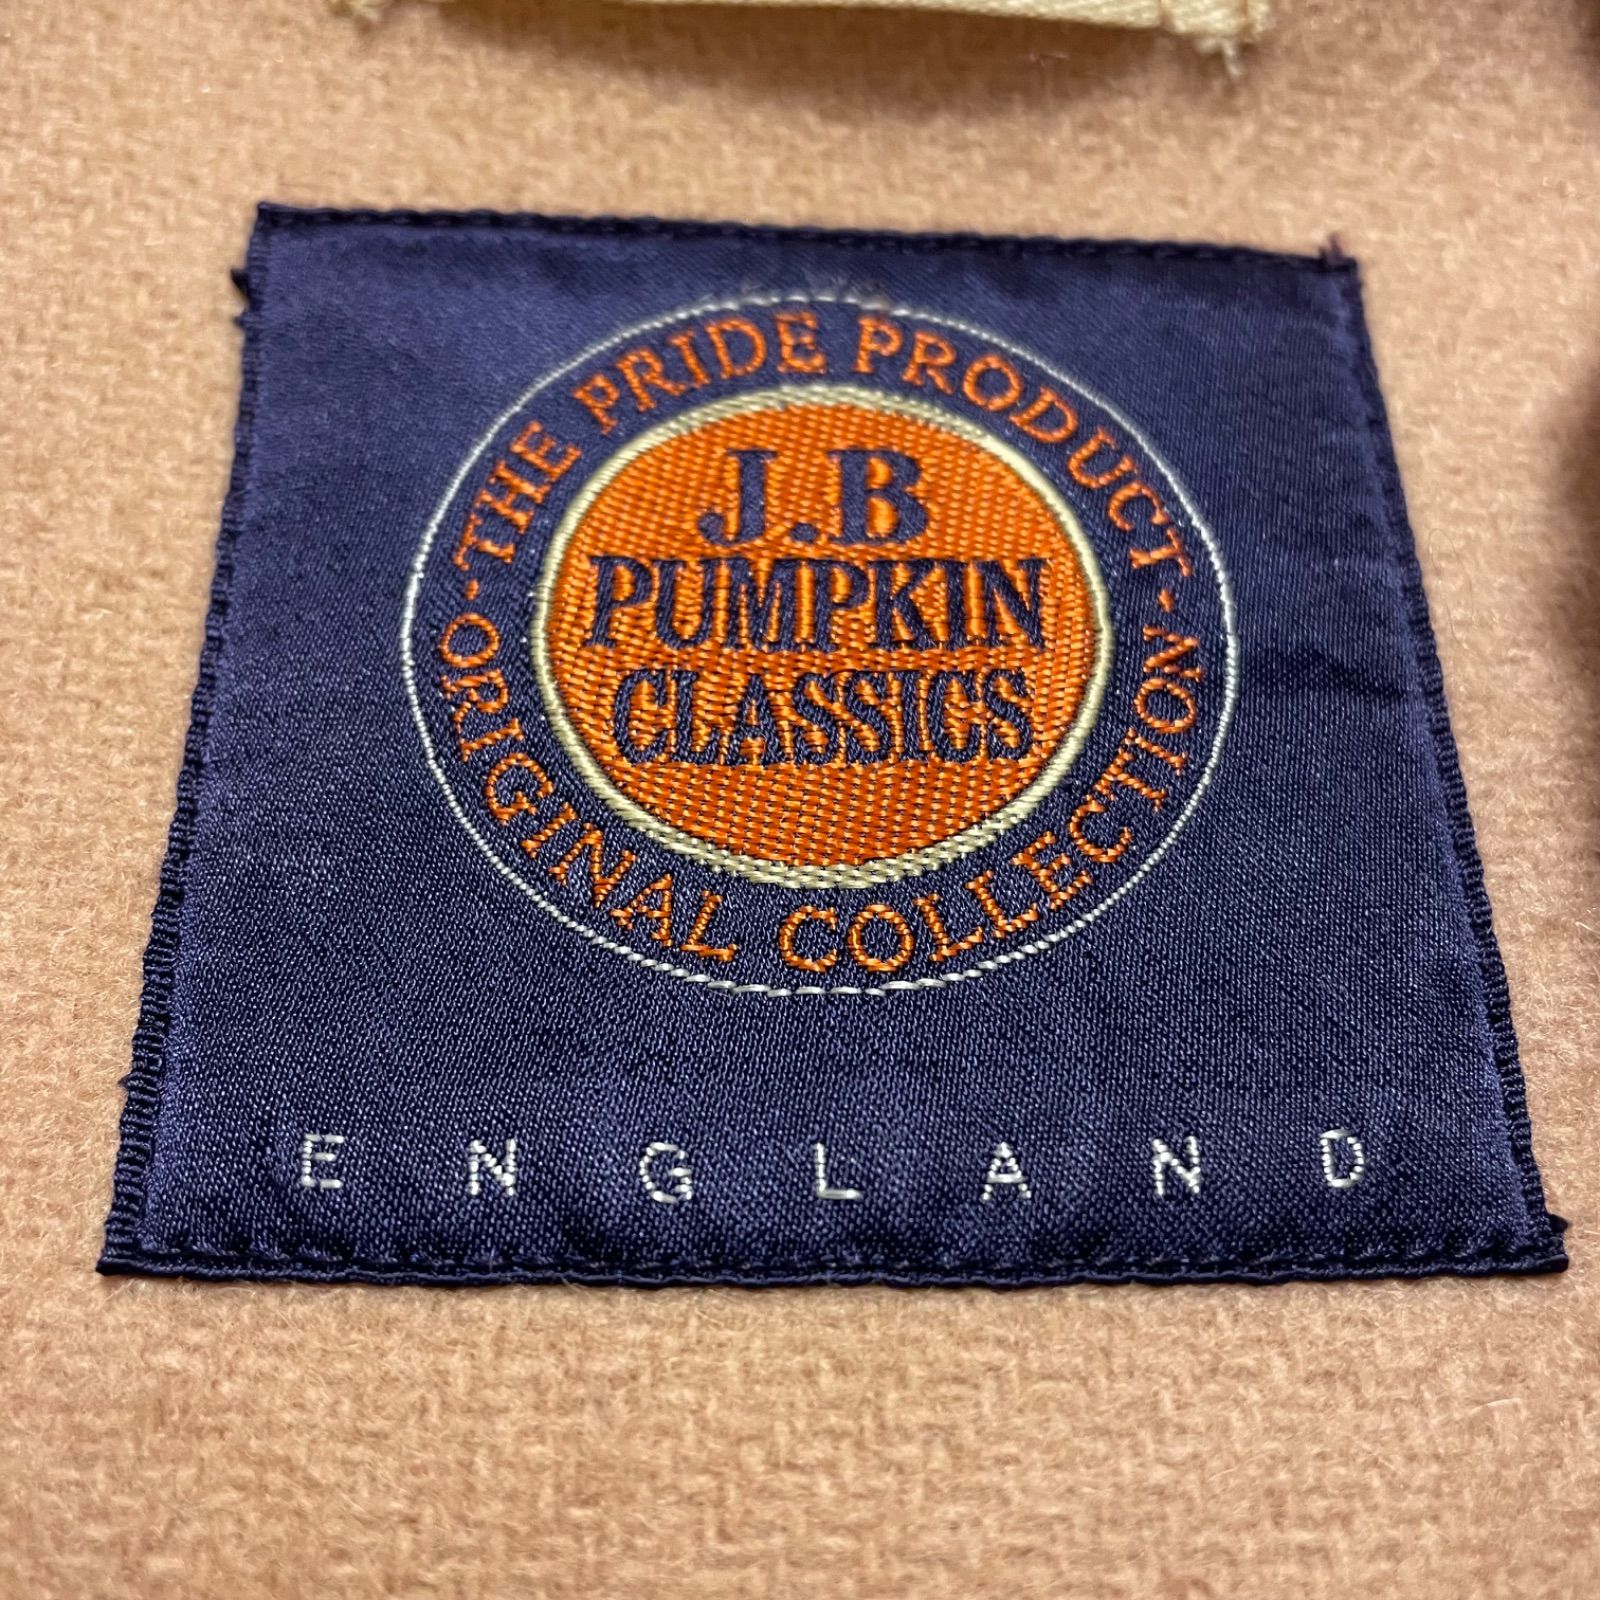 -THE PRIDE PRODUCT-
J.B
PUMPKIN
CLASSICS
ORIGINAL COLLECTION
ENGLAND